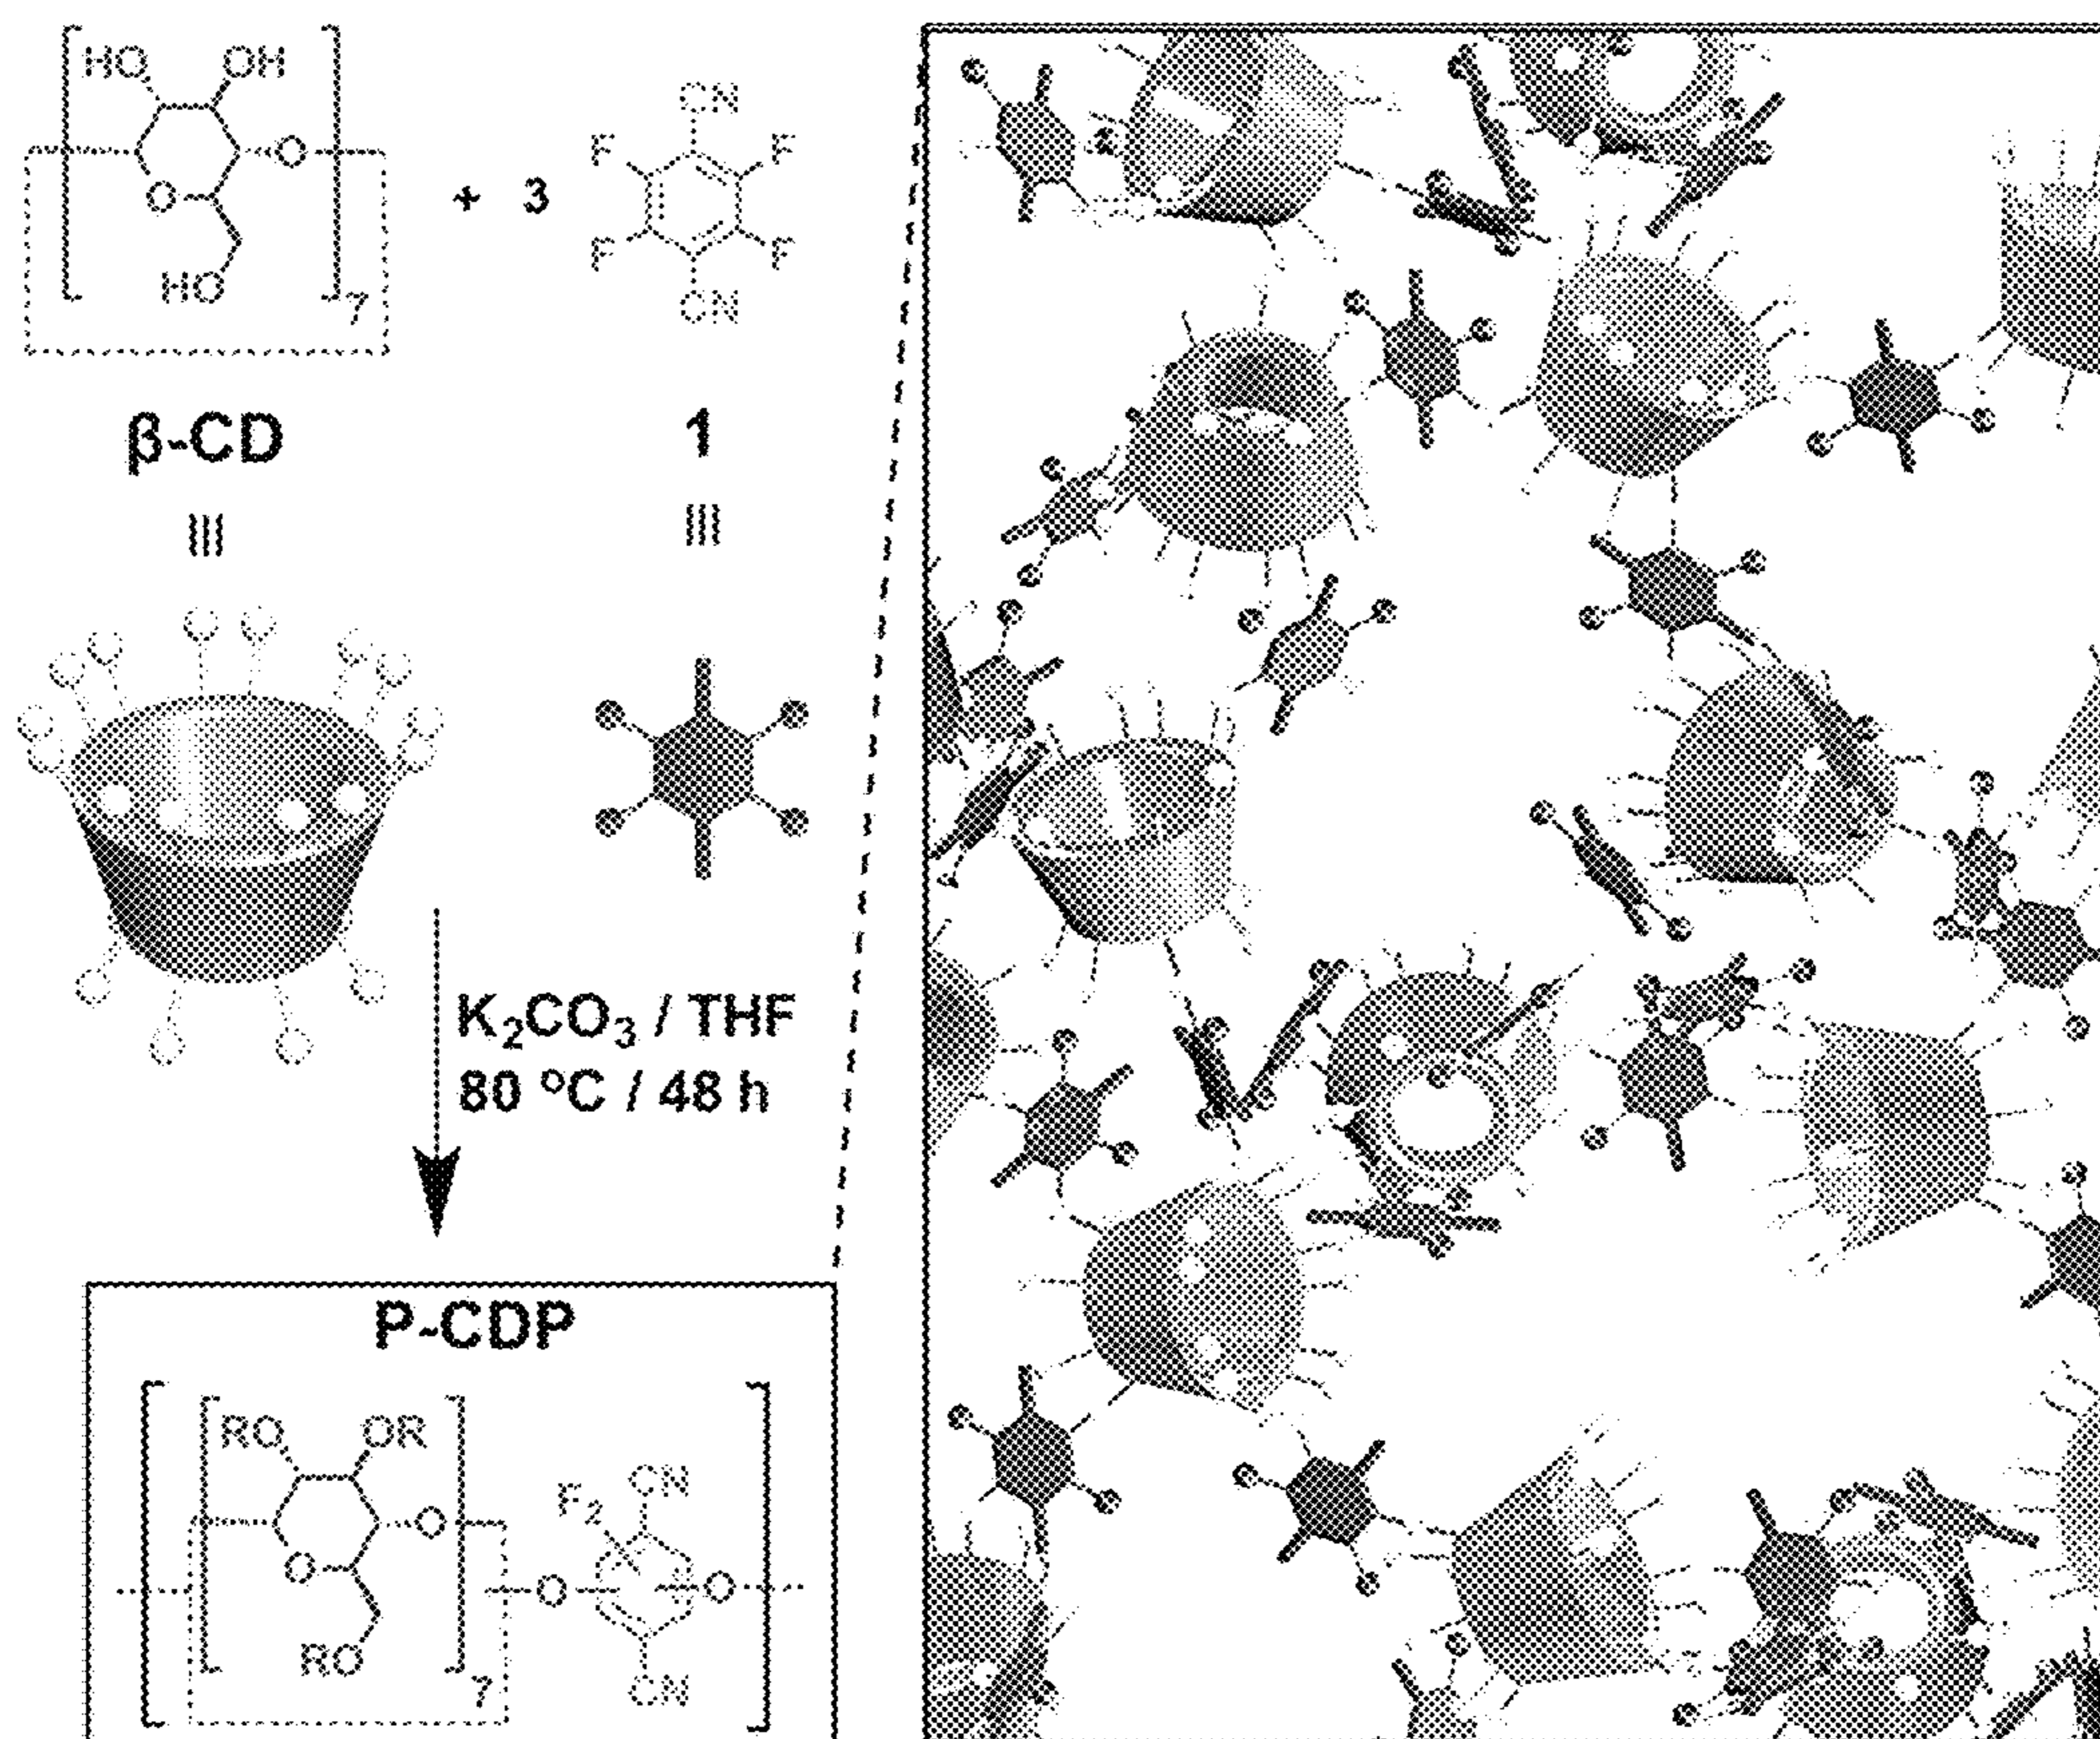 HO OH
O
O
HO
7
+ 3
CN
F F
F F
CN
β-CD
1
≡
≡
K₂CO₃ / THF
80 ºC / 48 h
P-CDP
RO OR
O
O
RO
7
F₂
CN
O
O
CN